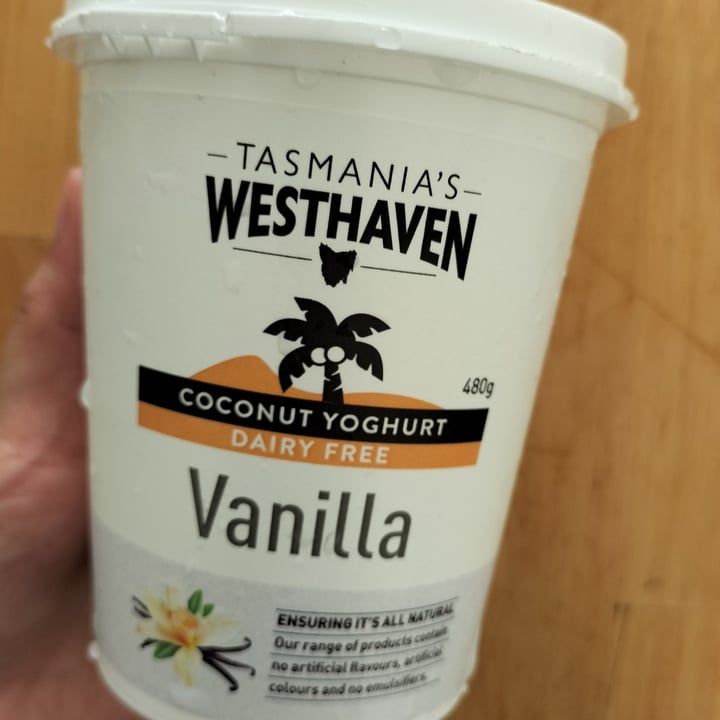 TASMANIA'S
WESTHAVEN
480g
COCONUT YOGHURT
DAIRY FREE
Vanilla
ENSURING IT'S ALL NATURAL
Our range of products contain
no artificial flavours, artificial
colours and no emulsifiers.